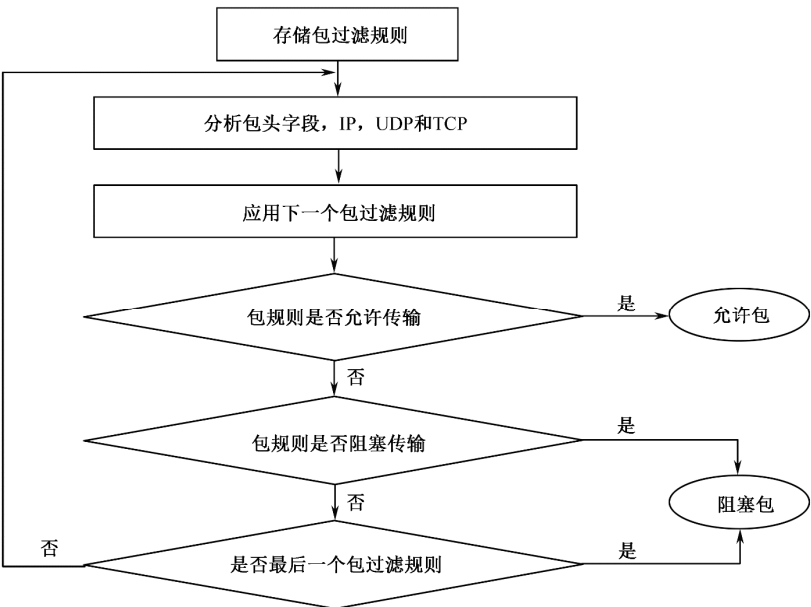 存储包过滤规则
分析包头字段，IP，UDP和TCP
应用下一个包过滤规则
包规则是否允许传输
是
允许包
否
包规则是否阻塞传输
是
否
阻塞包
否
是否最后一个包过滤规则
是